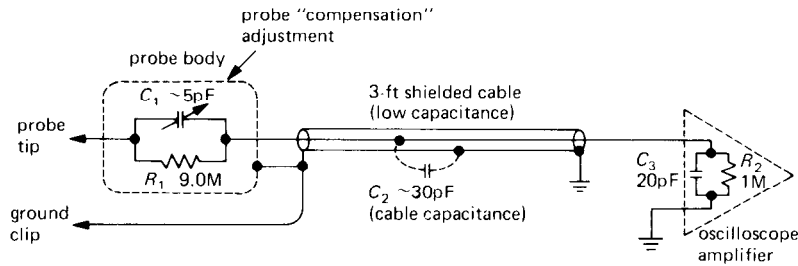 probe "compensation"
adjustment
probe body
C₁ ~5pF
R₁ 9.0M
probe
tip
ground
clip
3-ft shielded cable
(low capacitance)
C₂ ~30pF
(cable capacitance)
C₃
20pF
R₂
1M
oscilloscope
amplifier